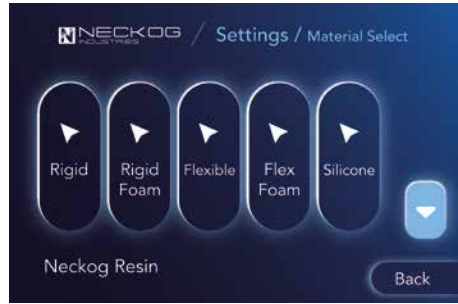 NECKOG / Settings / Material Select
INDUSTRIES
Rigid
Rigid
Foam
Flexible
Flex
Foam
Silicone
Neckog Resin
Back